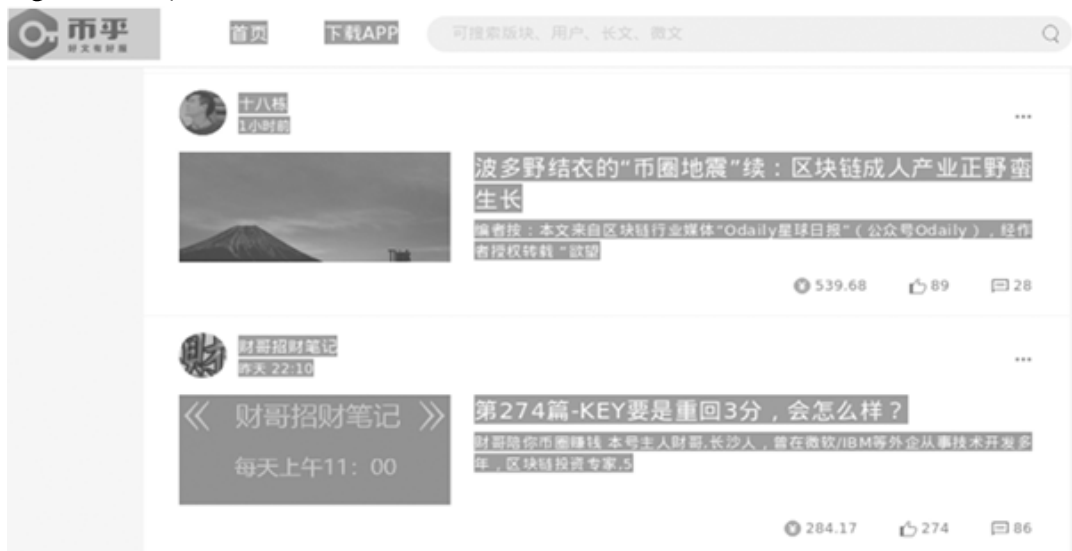 币乎
好文有好报
首页 下载APP 可搜索版块、用户、长文、微文
十八栋
1小时前
波多野结衣的“币圈地震”续：区块链成人产业正野蛮
生长
编者按：本文来自区块链行业媒体“Odaily星球日报”（公众号Odaily），经作
者授权转载 “欲望
539.68 89 28
财
财哥招财笔记
昨天 22:10
《 财哥招财笔记 》
每天上午11：00
第274篇-KEY要是重回3分，会怎么样？
财哥陪你币圈赚钱 本号主人财哥,长沙人，曾在微软/IBM等外企从事技术开发多
年，区块链投资专家,5
284.17 274 86